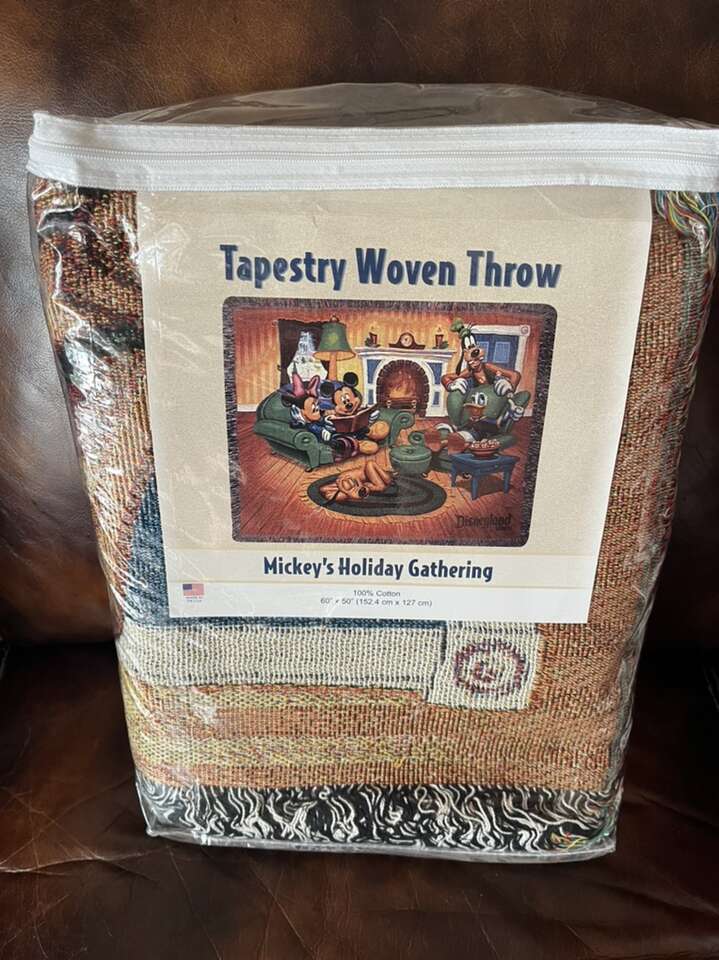 Tapestry Woven Throw
Disneyland
Mickey's Holiday Gathering
100% Cotton
60" x 50" (152.4 cm x 127 cm)